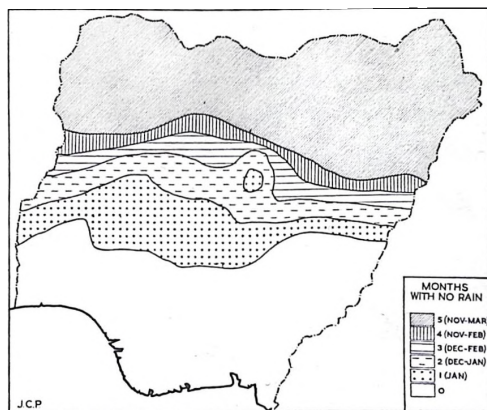 MONTHS
WITH NO RAIN
5 (NOV-MAR)
4 (NOV-FEB)
3 (DEC-FEB)
2 (DEC-JAN)
1 (JAN)
0
J.C.P